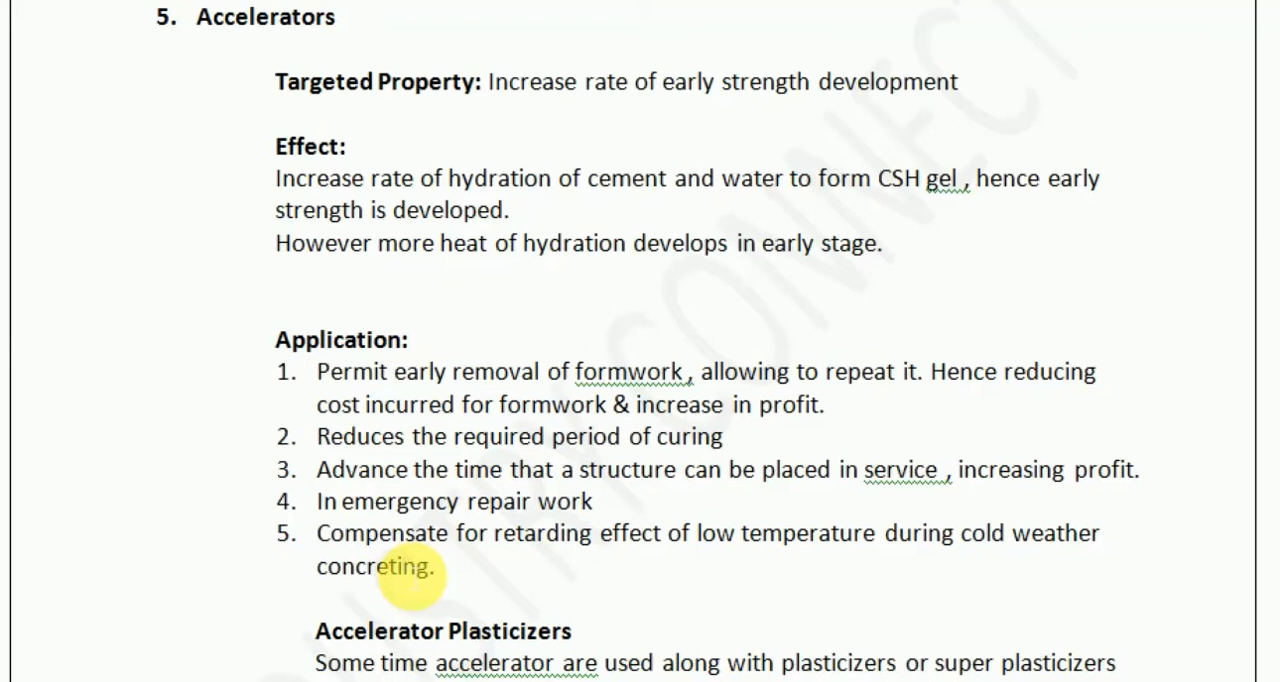 5. Accelerators
Targeted Property: Increase rate of early strength development
Effect:
Increase rate of hydration of cement and water to form CSH gel , hence early
strength is developed.
However more heat of hydration develops in early stage.
Application:
1. Permit early removal of formwork , allowing to repeat it. Hence reducing
cost incurred for formwork & increase in profit.
2. Reduces the required period of curing
3. Advance the time that a structure can be placed in service , increasing profit.
4. In emergency repair work
5. Compensate for retarding effect of low temperature during cold weather
concreting.
Accelerator Plasticizers
Some time accelerator are used along with plasticizers or super plasticizers
CONNECT